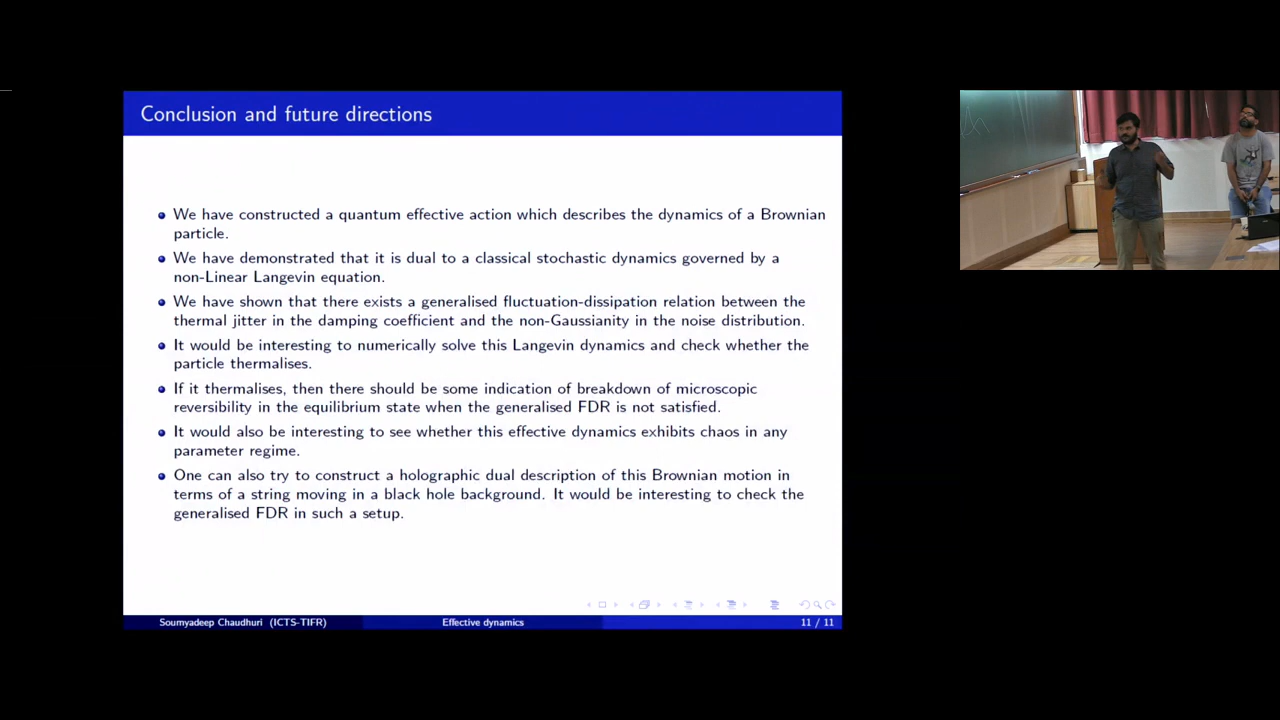 Conclusion and future directions
We have constructed a quantum effective action which describes the dynamics of a Brownian
particle.
We have demonstrated that it is dual to a classical stochastic dynamics governed by a
non-Linear Langevin equation.
We have shown that there exists a generalised fluctuation-dissipation relation between the
thermal jitter in the damping coefficient and the non-Gaussianity in the noise distribution.
It would be interesting to numerically solve this Langevin dynamics and check whether the
particle thermalises.
If it thermalises, then there should be some indication of breakdown of microscopic
reversibility in the equilibrium state when the generalised FDR is not satisfied.
It would also be interesting to see whether this effective dynamics exhibits chaos in any
parameter regime.
One can also try to construct a holographic dual description of this Brownian motion in
terms of a string moving in a black hole background. It would be interesting to check the
generalised FDR in such a setup.
Soumyadeep Chaudhuri (ICTS-TIFR)
Effective dynamics
11 / 11